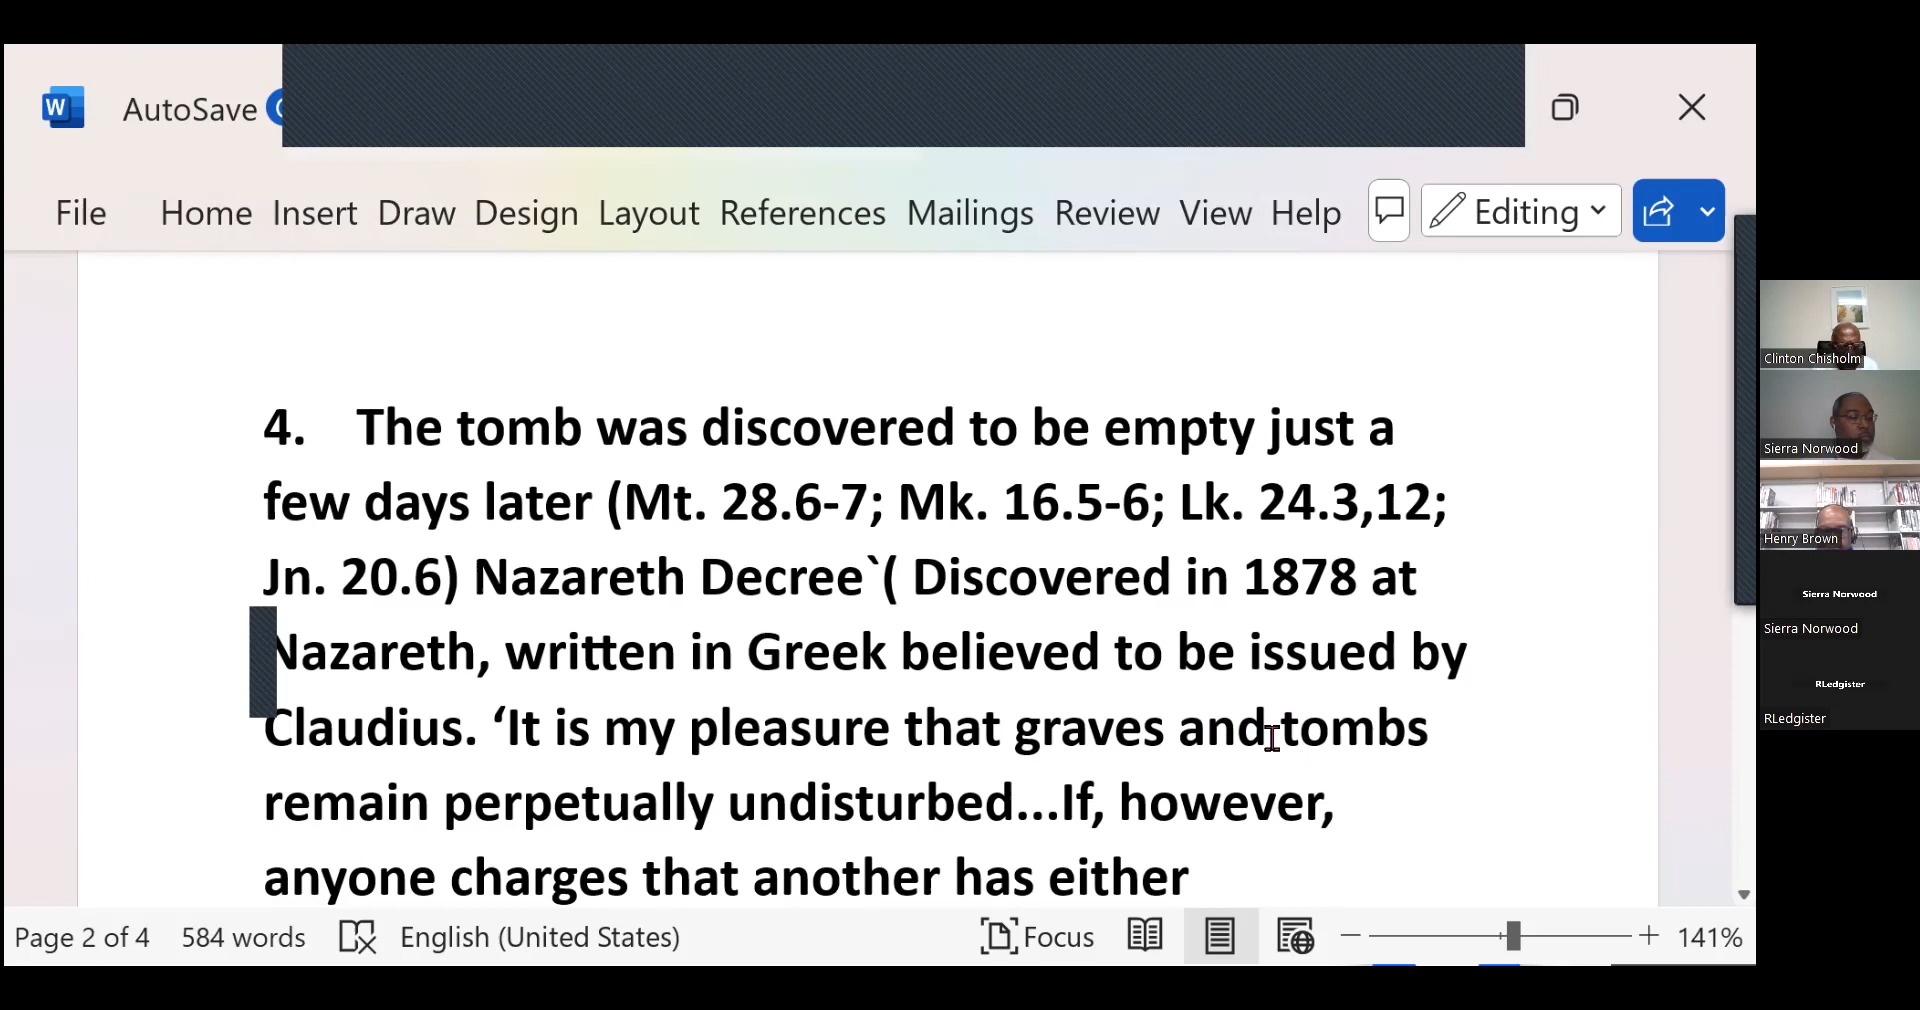 W AutoSave
File Home Insert Draw Design Layout References Mailings Review View Help Editing
4. The tomb was discovered to be empty just a
few days later (Mt. 28.6-7; Mk. 16.5-6; Lk. 24.3,12;
Jn. 20.6) Nazareth Decree`( Discovered in 1878 at
Nazareth, written in Greek believed to be issued by
Claudius. ‘It is my pleasure that graves and tombs
remain perpetually undisturbed...If, however,
anyone charges that another has either
Page 2 of 4 584 words English (United States) Focus 141%
Clinton Chisholm
Sierra Norwood
Henry Brown
Sierra Norwood
Sierra Norwood
RLedgister
RLedgister